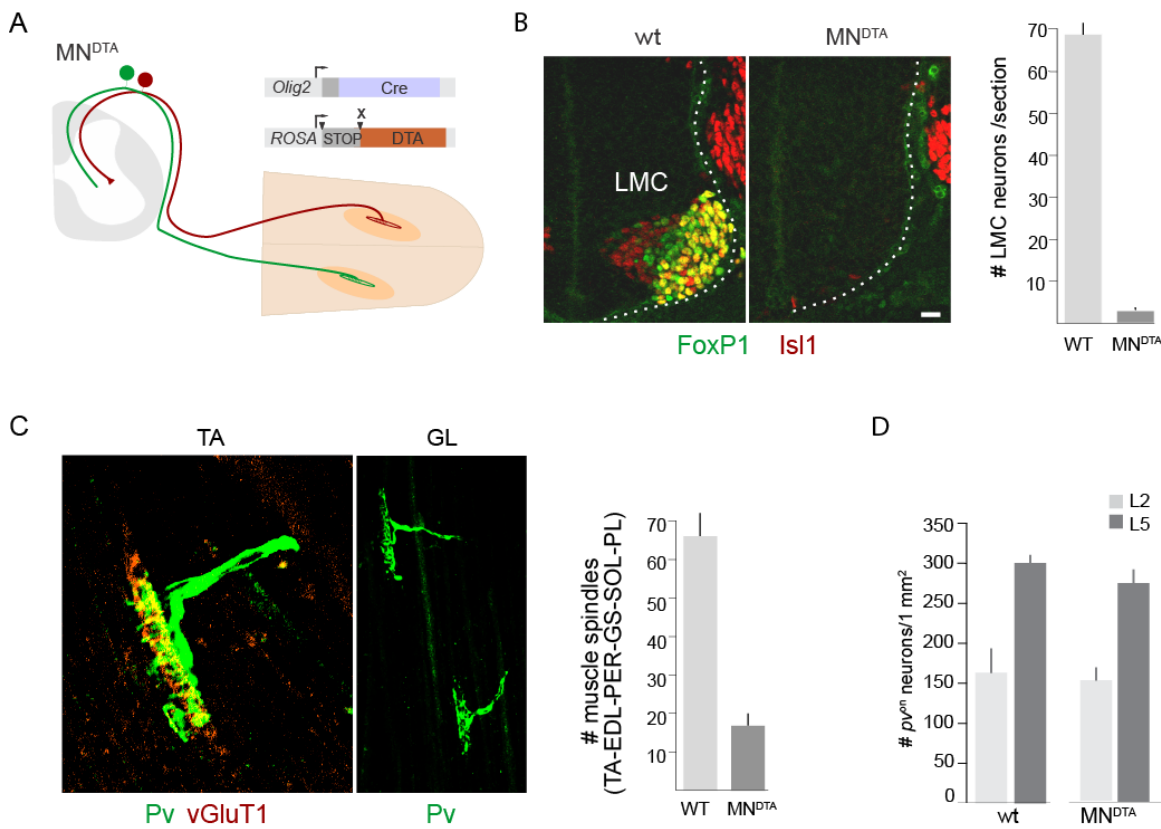 A
MNDTA
Olig2
Cre
x
ROSA
STOP
DTA
B
wt
MNDTA
LMC
FoxP1 Isl1
# LMC neurons /section
70
60
50
40
30
20
10
WT
MNDTA
C
TA
GL
Pv vGluT1
Pv
# muscle spindles
(TA-EDL-PER-GS-SOL-PL)
70
60
50
40
30
20
10
WT
MNDTA
D
L2
L5
# pvon neurons/1 mm2
350
300
250
200
150
100
50
0
wt
MNDTA